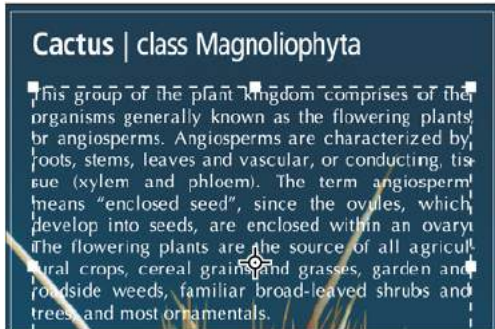 Cactus | class Magnoliophyta
This group of the plant kingdom comprises of the
organisms generally known as the flowering plants
or angiosperms. Angiosperms are characterized by
roots, stems, leaves and vascular, or conducting, tis
sue (xylem and phloem). The term angiosperm
means “enclosed seed”, since the ovules, which
develop into seeds, are enclosed within an ovary.
The flowering plants are the source of all agricul
tural crops, cereal grains and grasses, garden and
roadside weeds, familiar broad-leaved shrubs and
trees, and most ornamentals.